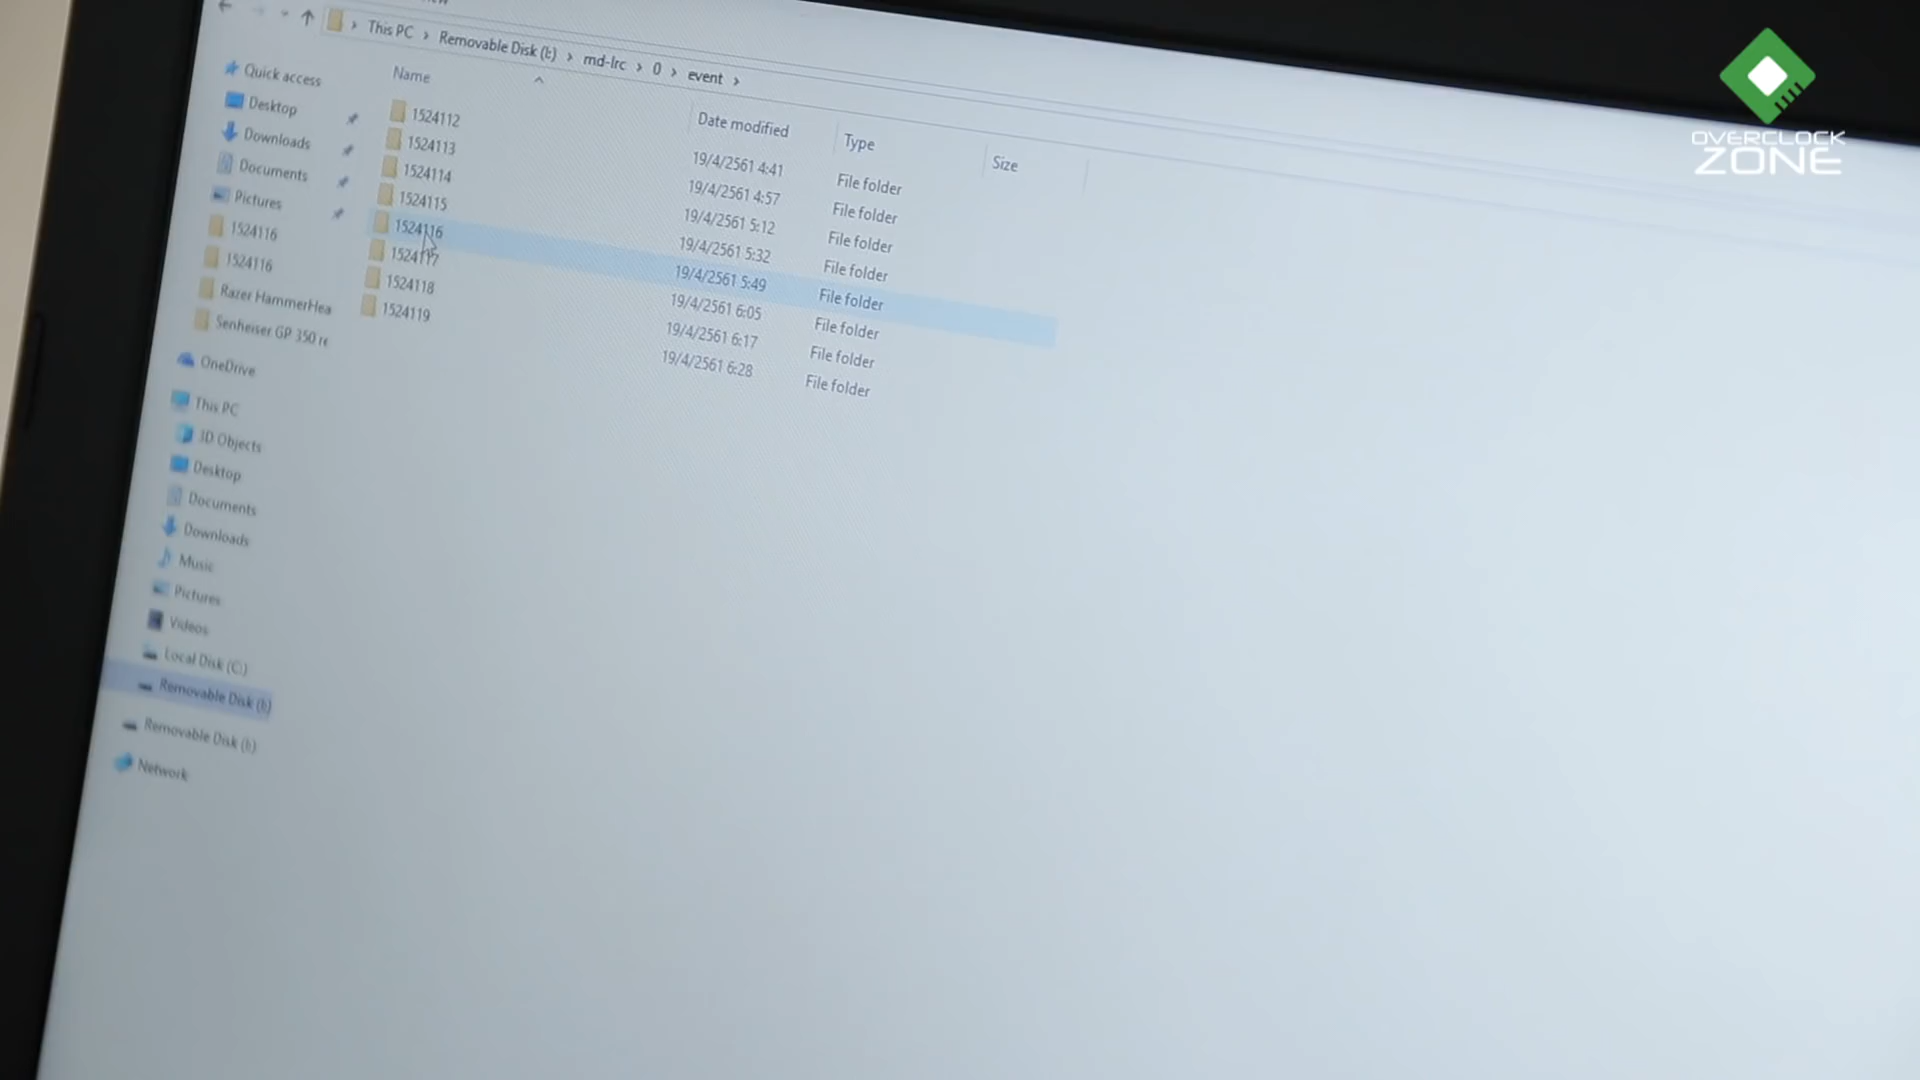 This PC > Removable Disk (I:) > md-lrc > 0 > event >
Name Date modified Type Size
1524112 19/4/2561 4:41 File folder
1524113 19/4/2561 4:57 File folder
1524114 19/4/2561 5:12 File folder
1524115 19/4/2561 5:32 File folder
1524116 19/4/2561 5:49 File folder
1524117 19/4/2561 6:05 File folder
1524118 19/4/2561 6:17 File folder
1524119 19/4/2561 6:28 File folder
Quick access
Desktop
Downloads
Documents
Pictures
1524116
1524116
Razer HammerHea
Senheiser GP 350 re
OneDrive
This PC
3D Objects
Desktop
Documents
Downloads
Music
Pictures
Videos
Local Disk (C:)
Removable Disk (I:)
Removable Disk (I:)
Network
OVERCLOCK
ZONE